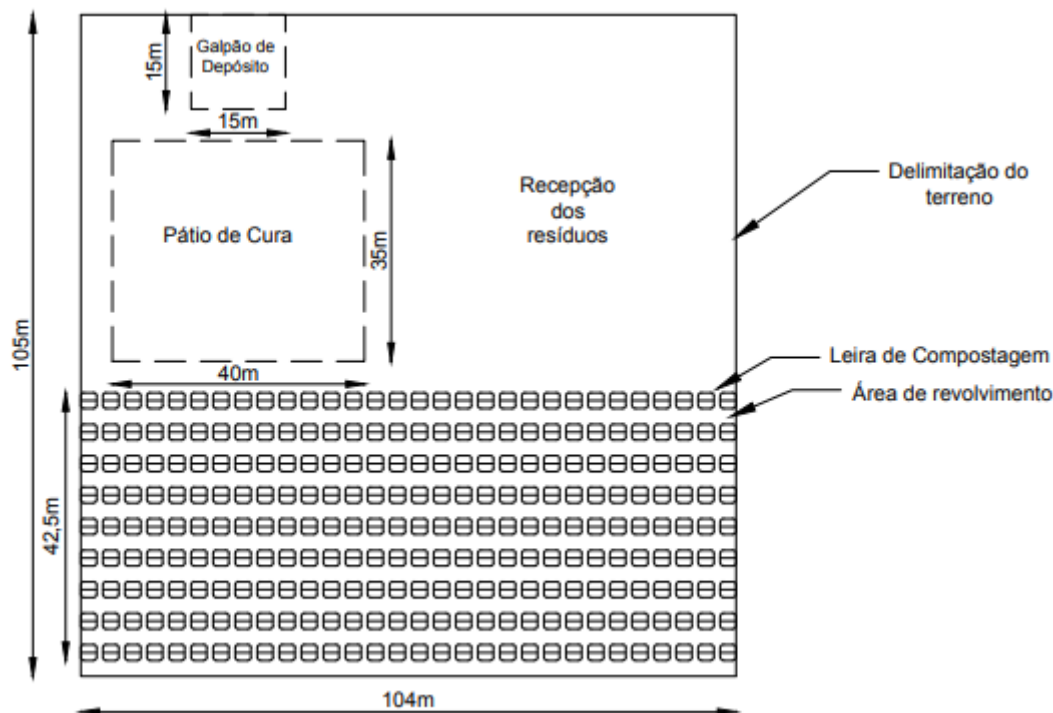 Galpão de
Depósito
15m
15m
Recepção
dos
resíduos
Delimitação do
terreno
Pátio de Cura
35m
105m
40m
Leira de Compostagem
Área de revolvimento
42,5m
104m